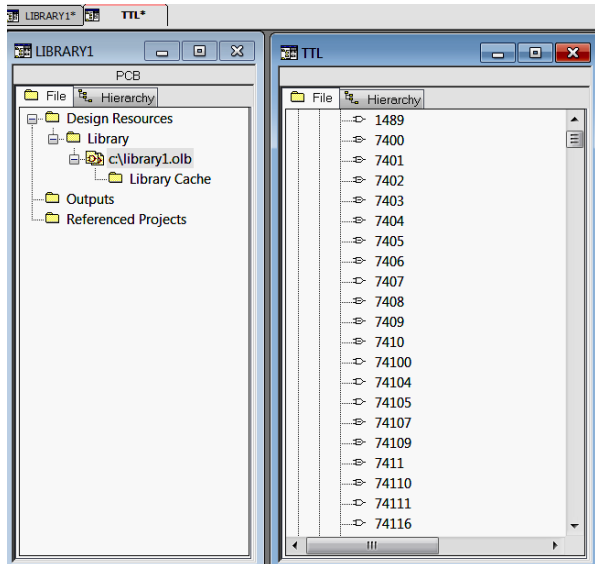 LIBRARY1* TTL*
LIBRARY1
PCB
File Hierarchy
Design Resources
Library
c:\library1.olb
Library Cache
Outputs
Referenced Projects
TTL
File Hierarchy
1489
7400
7401
7402
7403
7404
7405
7406
7407
7408
7409
7410
74100
74104
74105
74107
74109
7411
74110
74111
74116